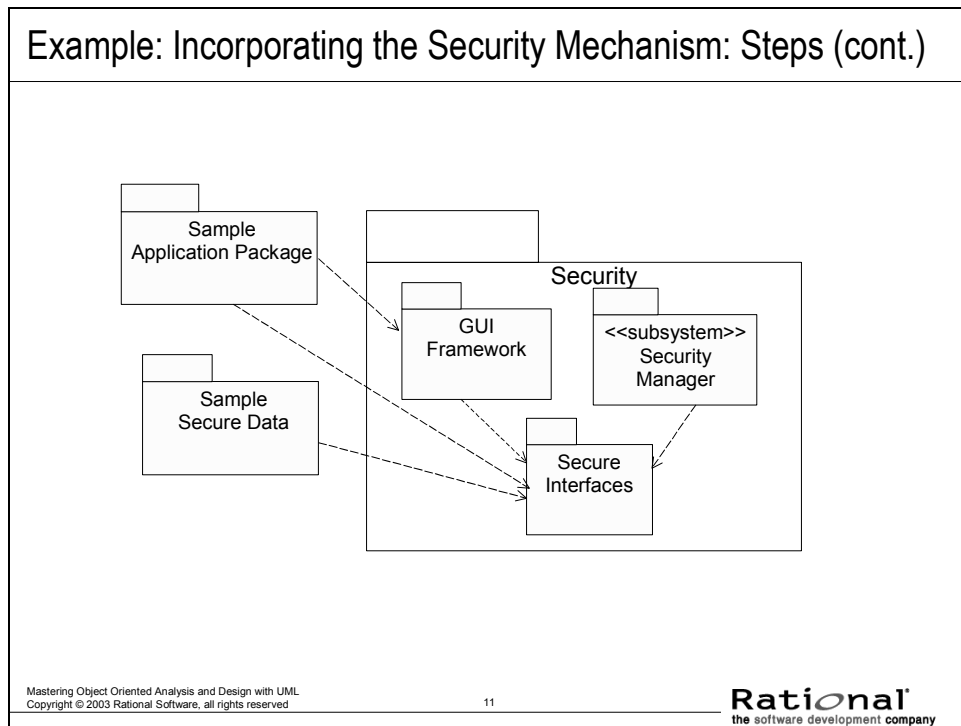 Example: Incorporating the Security Mechanism: Steps (cont.)
Sample
Application Package
Security
GUI
Framework
<<subsystem>>
Security
Manager
Sample
Secure Data
Secure
Interfaces
Mastering Object Oriented Analysis and Design with UML
Copyright © 2003 Rational Software, all rights reserved
11
Rational
the software development company